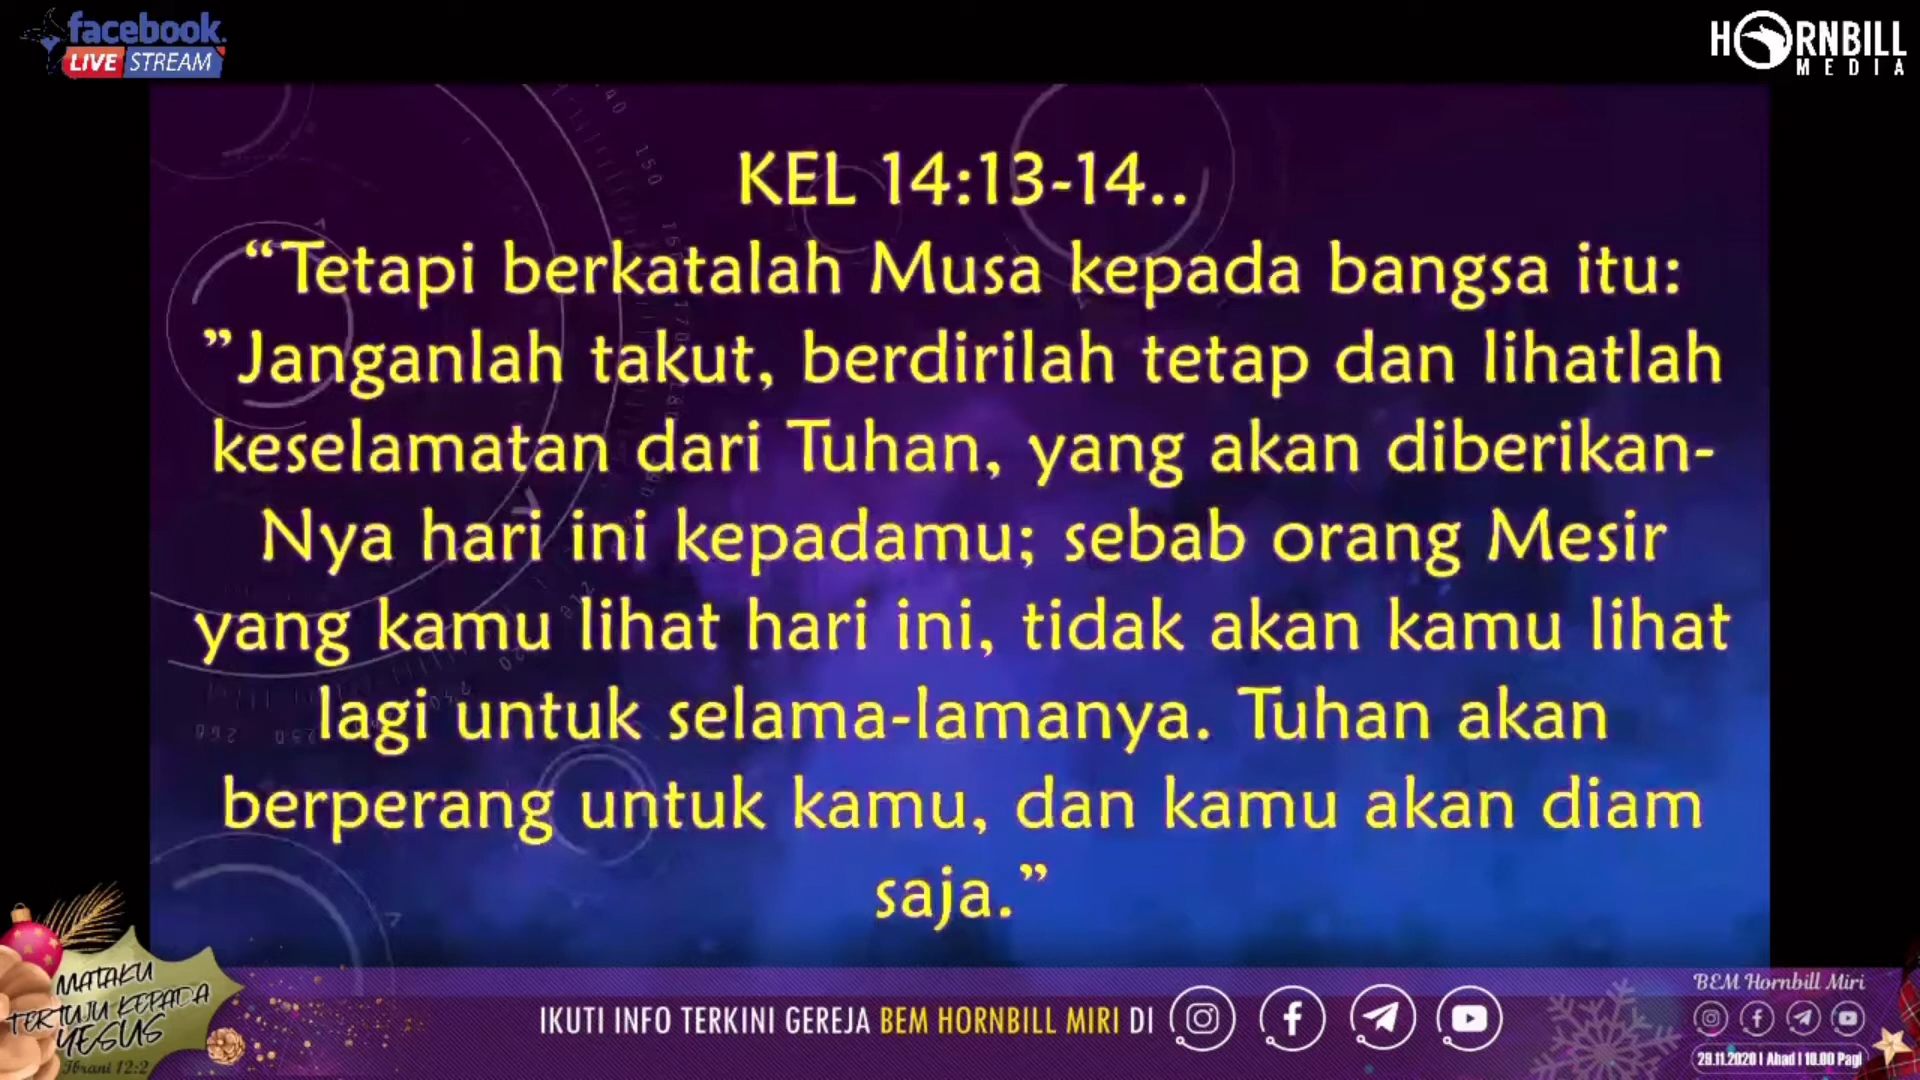 facebook.
LIVE STREAM
HORNBILL
MEDIA
KEL 14:13-14..
“Tetapi berkatalah Musa kepada bangsa itu:
”Janganlah takut, berdirilah tetap dan lihatlah
keselamatan dari Tuhan, yang akan diberikan-
Nya hari ini kepadamu; sebab orang Mesir
yang kamu lihat hari ini, tidak akan kamu lihat
lagi untuk selama-lamanya. Tuhan akan
berperang untuk kamu, dan kamu akan diam
saja.”
MATAKU
TERTUJU KEPADA
YESUS
Ibrani 12:2
IKUTI INFO TERKINI GEREJA BEM HORNBILL MIRI DI
BEM Hornbill Miri
29.11.2020 | Ahad | 10.00 Pagi